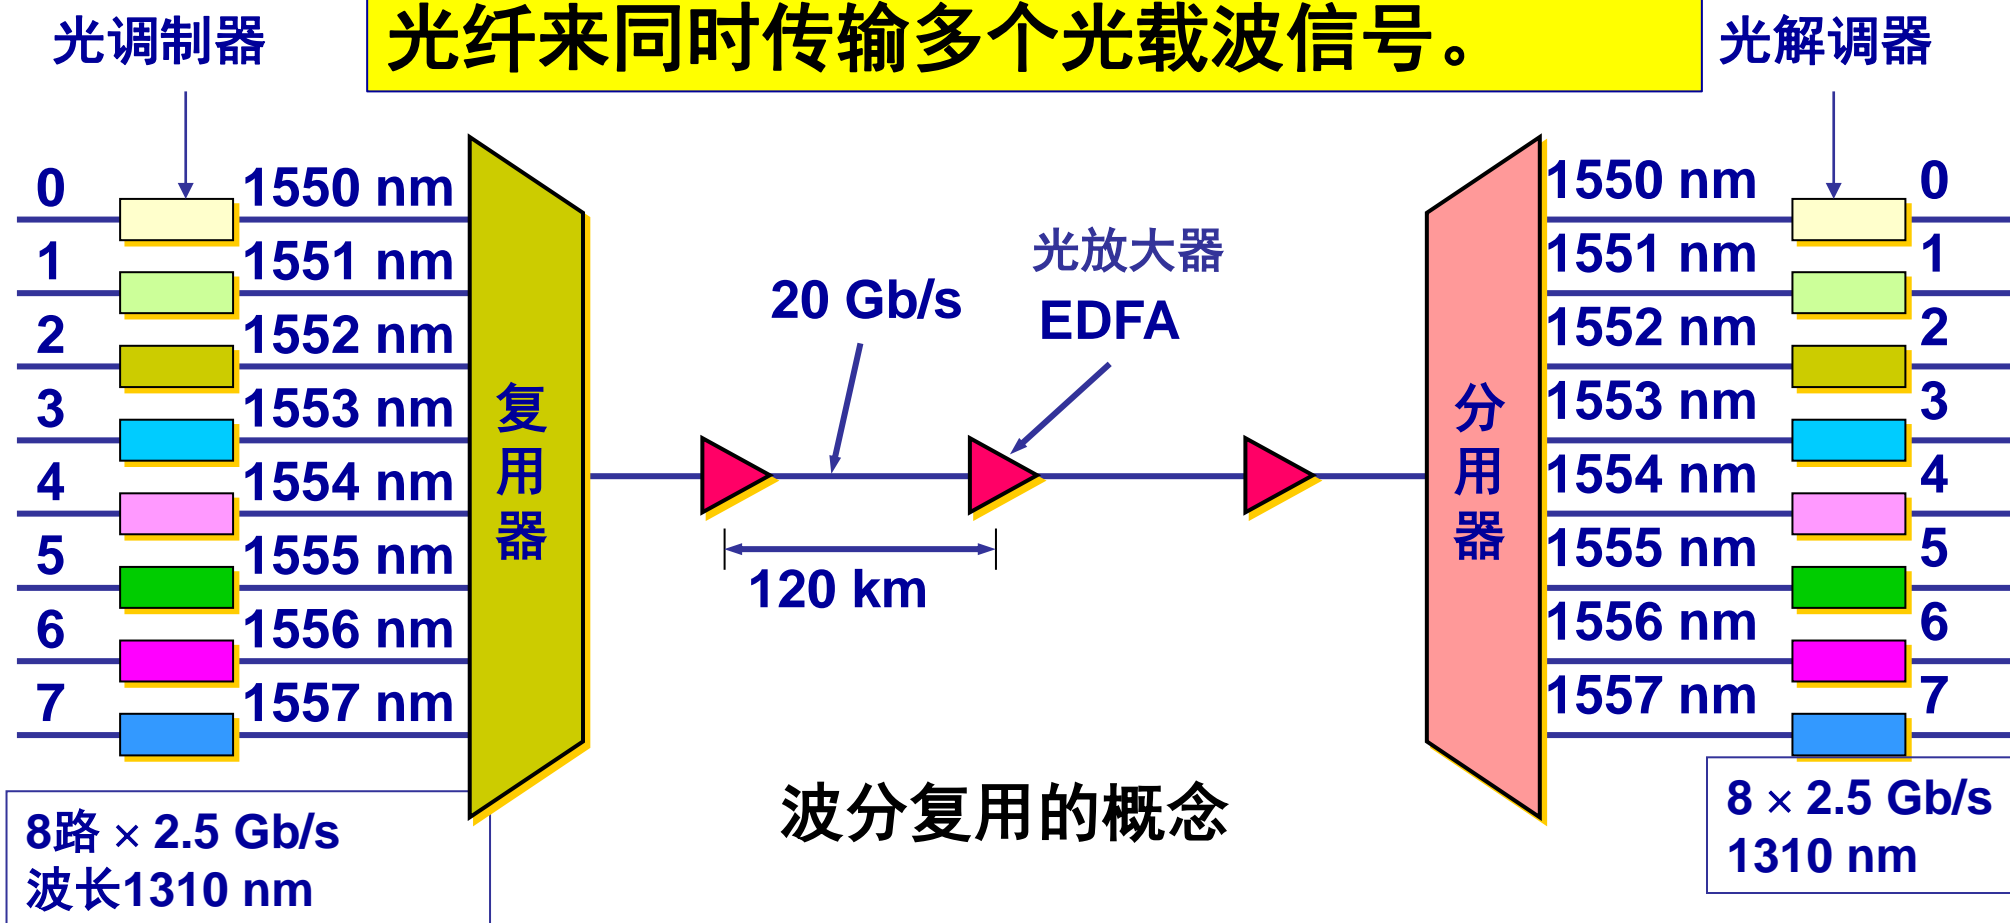 光纤来同时传输多个光载波信号。
光调制器
光解调器
0
1550 nm
1
1551 nm
2
1552 nm
3
1553 nm
4
1554 nm
5
1555 nm
6
1556 nm
7
1557 nm
复
用
器
20 Gb/s
光放大器
EDFA
120 km
分
用
器
1550 nm
0
1551 nm
1
1552 nm
2
1553 nm
3
1554 nm
4
1555 nm
5
1556 nm
6
1557 nm
7
8路 × 2.5 Gb/s
波长1310 nm
波分复用的概念
8 × 2.5 Gb/s
1310 nm